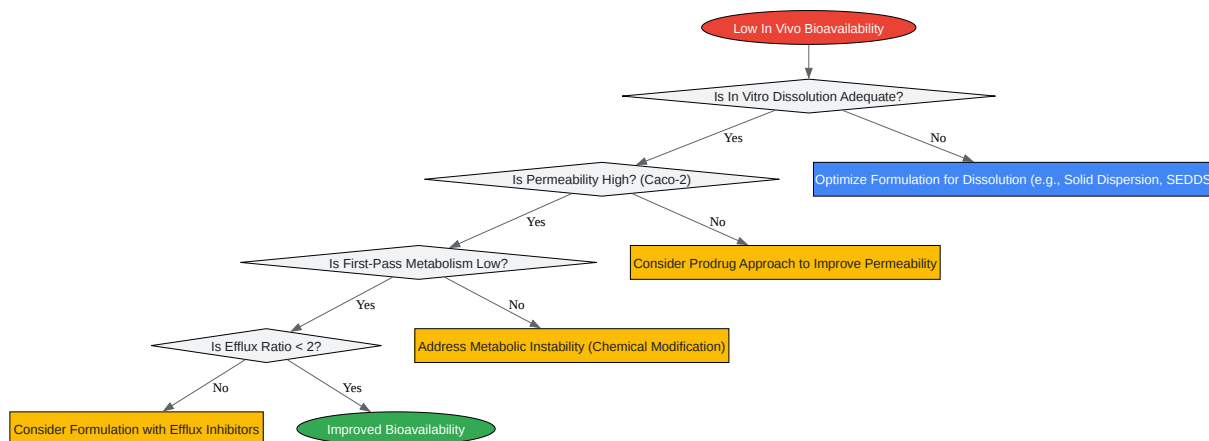 Low In Vivo Bioavailability
Is In Vitro Dissolution Adequate?
Yes
No
Is Permeability High? (Caco-2)
Optimize Formulation for Dissolution (e.g., Solid Dispersion, SEDDS
Yes
No
Is First-Pass Metabolism Low?
Consider Prodrug Approach to Improve Permeability
Yes
No
Is Efflux Ratio < 2?
Address Metabolic Instability (Chemical Modification)
No
Yes
Consider Formulation with Efflux Inhibitors
Improved Bioavailability